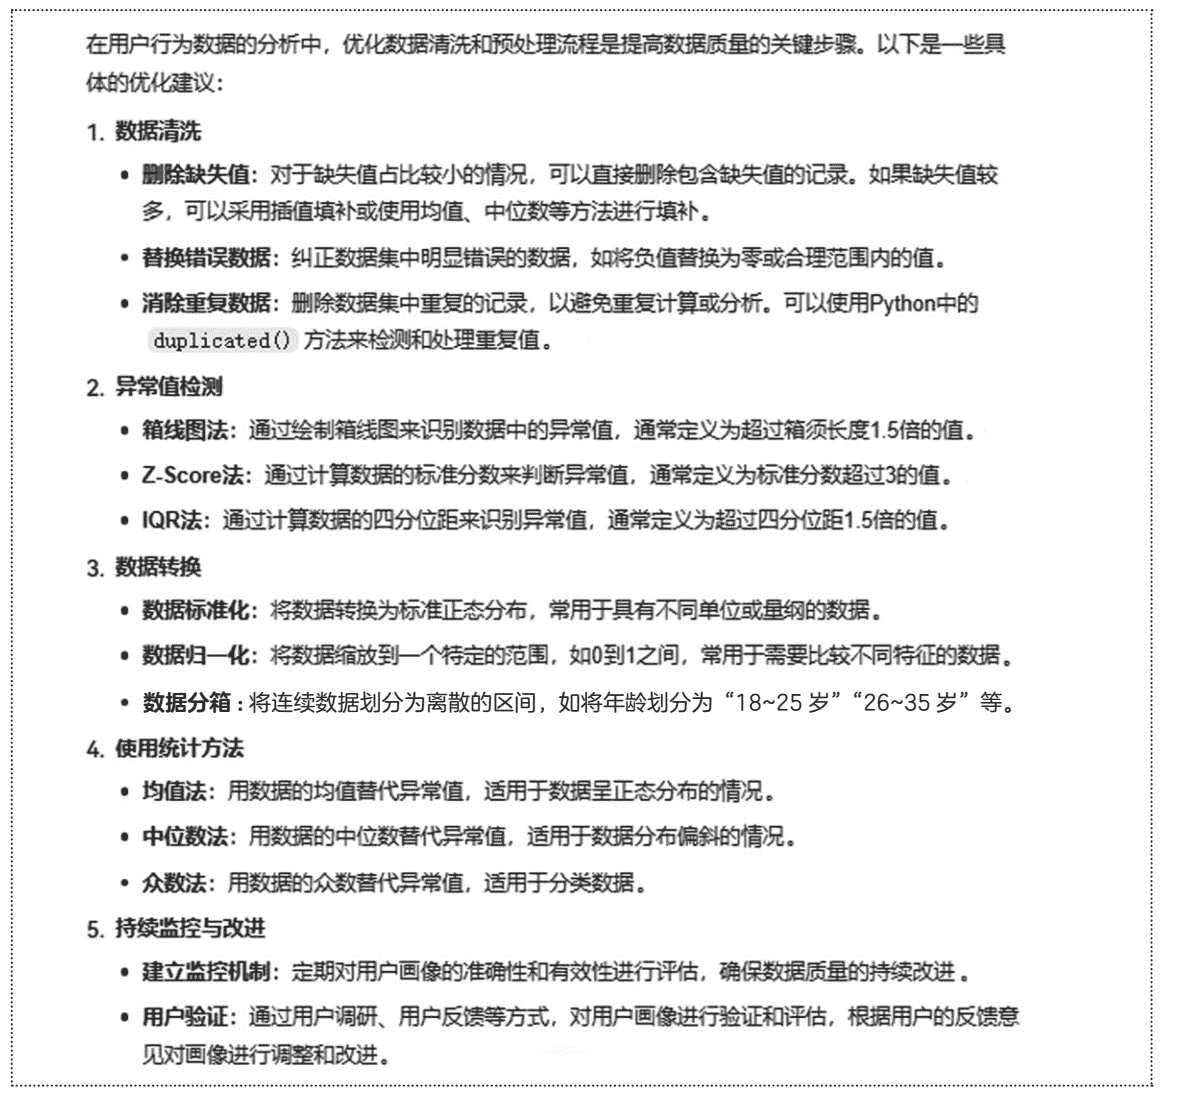 在用户行为数据的分析中，优化数据清洗和预处理流程是提高数据质量的关键步骤。以下是一些具
体的优化建议：
1. 数据清洗
• 删除缺失值：对于缺失值占比较小的情况，可以直接删除包含缺失值的记录。如果缺失值较
多，可以采用插值填补或使用均值、中位数等方法进行填补。
• 替换错误数据：纠正数据集中明显错误的数据，如将负值替换为零或合理范围内的值。
• 消除重复数据：删除数据集中重复的记录，以避免重复计算或分析。可以使用Python中的
duplicated() 方法来检测和处理重复值。
2. 异常值检测
• 箱线图法：通过绘制箱线图来识别数据中的异常值，通常定义为超过箱须长度1.5倍的值。
• Z-Score法：通过计算数据的标准分数来判断异常值，通常定义为标准分数超过3的值。
• IQR法：通过计算数据的四分位距来识别异常值，通常定义为超过四分位距1.5倍的值。
3. 数据转换
• 数据标准化：将数据转换为标准正态分布，常用于具有不同单位或量纲的数据。
• 数据归一化：将数据缩放到一个特定的范围，如0到1之间，常用于需要比较不同特征的数据。
• 数据分箱：将连续数据划分为离散的区间，如将年龄划分为“18~25 岁”“26~35 岁”等。
4. 使用统计方法
• 均值法：用数据的均值替代异常值，适用于数据呈正态分布的情况。
• 中位数法：用数据的中位数替代异常值，适用于数据分布偏斜的情况。
• 众数法：用数据的众数替代异常值，适用于分类数据。
5. 持续监控与改进
• 建立监控机制：定期对用户画像的准确性和有效性进行评估，确保数据质量的持续改进。
• 用户验证：通过用户调研、用户反馈等方式，对用户画像进行验证和评估，根据用户的反馈意
见对画像进行调整和改进。